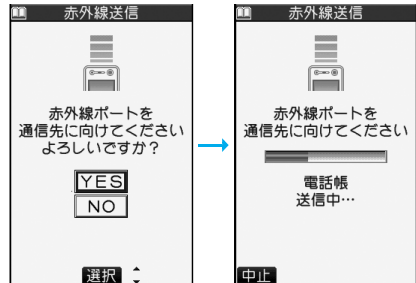 赤外線送信
赤外線ポートを
通信先に向けてください
よろしいですか？
YES
NO
選択
赤外線送信
赤外線ポートを
通信先に向けてください
電話帳
送信中…
中止